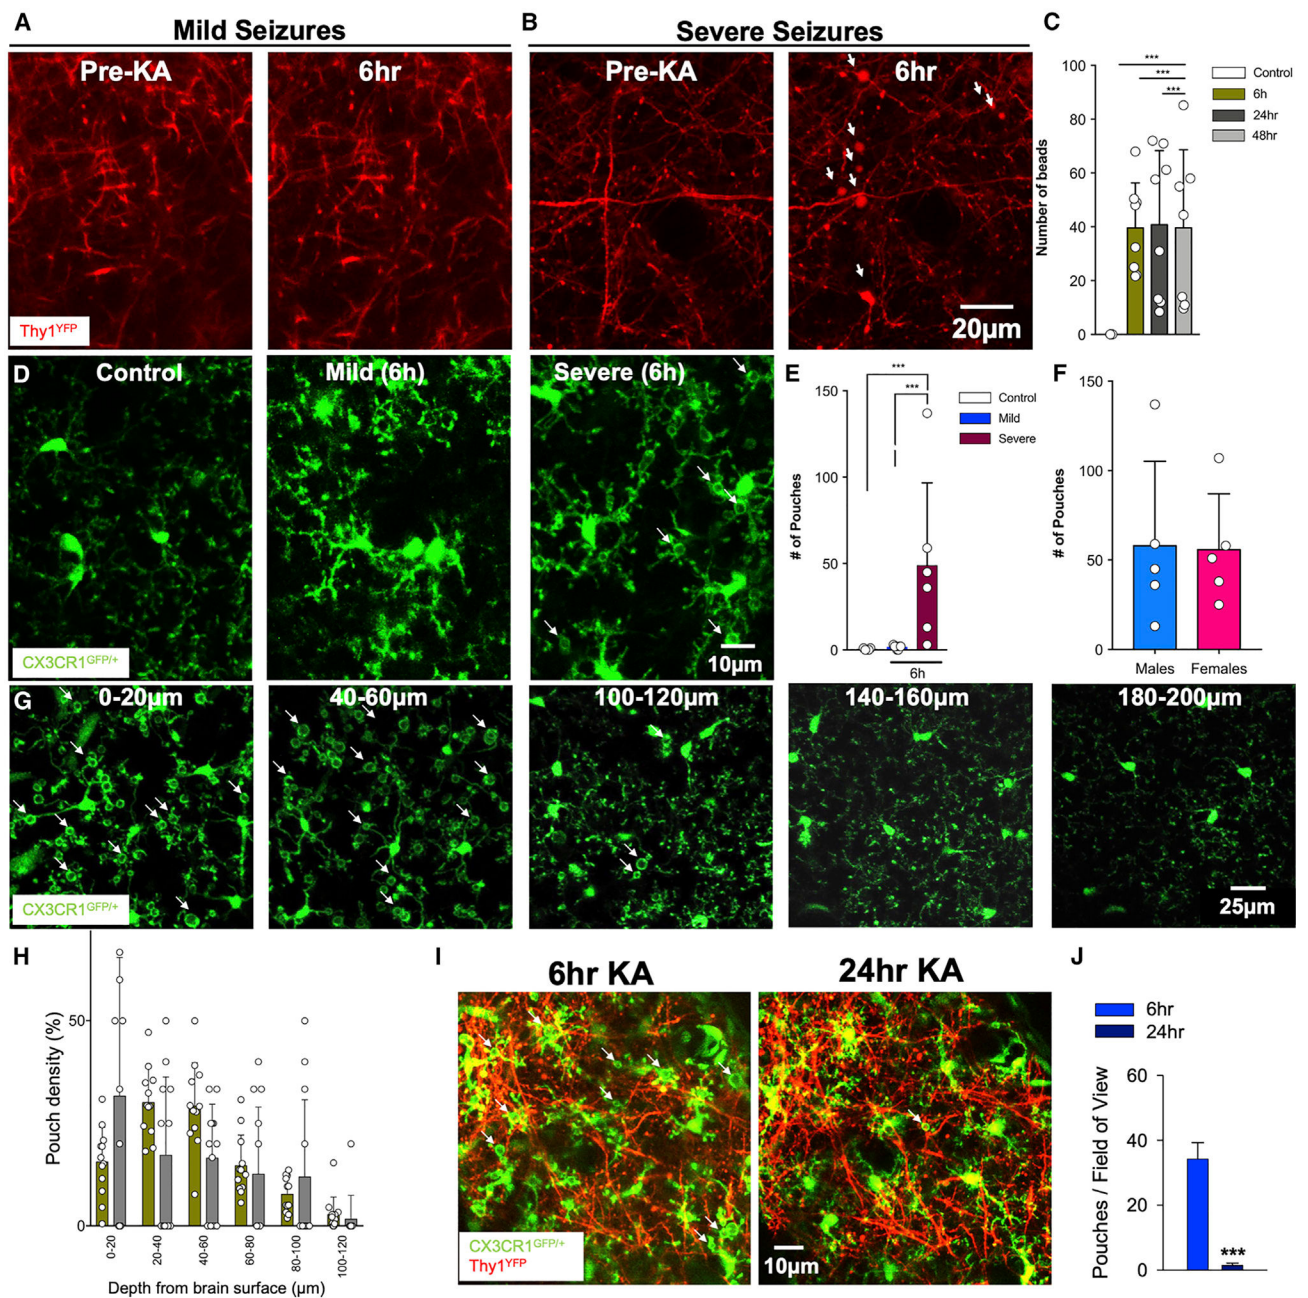 A
Mild Seizures
B
Severe Seizures
C
Pre-KA
6hr
Pre-KA
6hr
Thy1YFP
20μm
***
***
***
100
80
60
40
20
0
Number of beads
Control
6h
24hr
48hr
D
Control
Mild (6h)
Severe (6h)
CX3CR1GFP/+
10μm
E
***
***
150
100
50
0
# of Pouches
6h
Control
Mild
Severe
F
150
100
50
0
# of Pouches
Males
Females
G
0-20μm
40-60μm
100-120μm
140-160μm
180-200μm
CX3CR1GFP/+
25μm
H
Pouch density (%)
50
0
0-20
20-40
40-60
60-80
80-100
100-120
Depth from brain surface (μm)
I
6hr KA
24hr KA
CX3CR1GFP/+
Thy1YFP
10μm
J
6hr
24hr
Pouches / Field of View
60
40
20
0
***